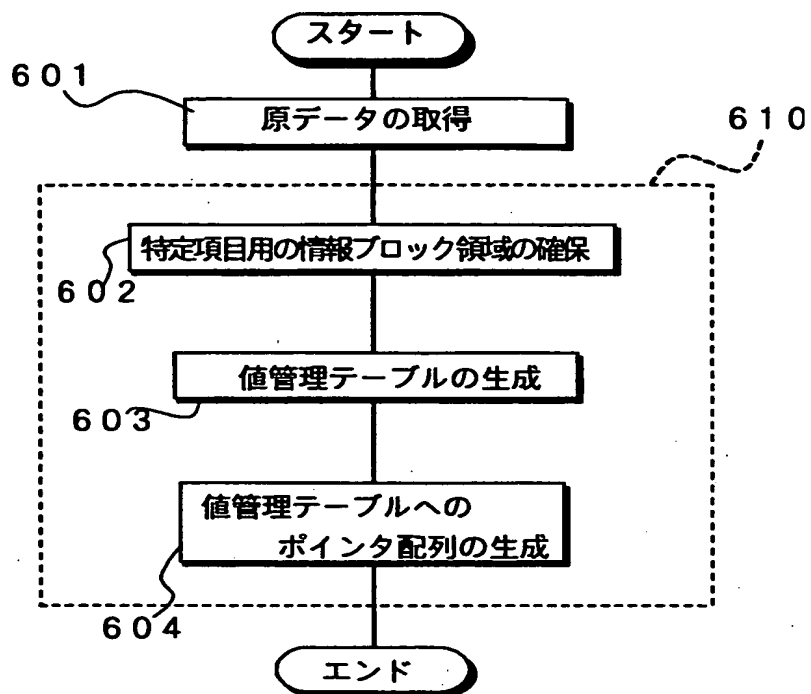 スタート
601
原データの取得
610
特定項目用の情報ブロック領域の確保
602
値管理テーブルの生成
603
値管理テーブルへの
ポインタ配列の生成
604
エンド